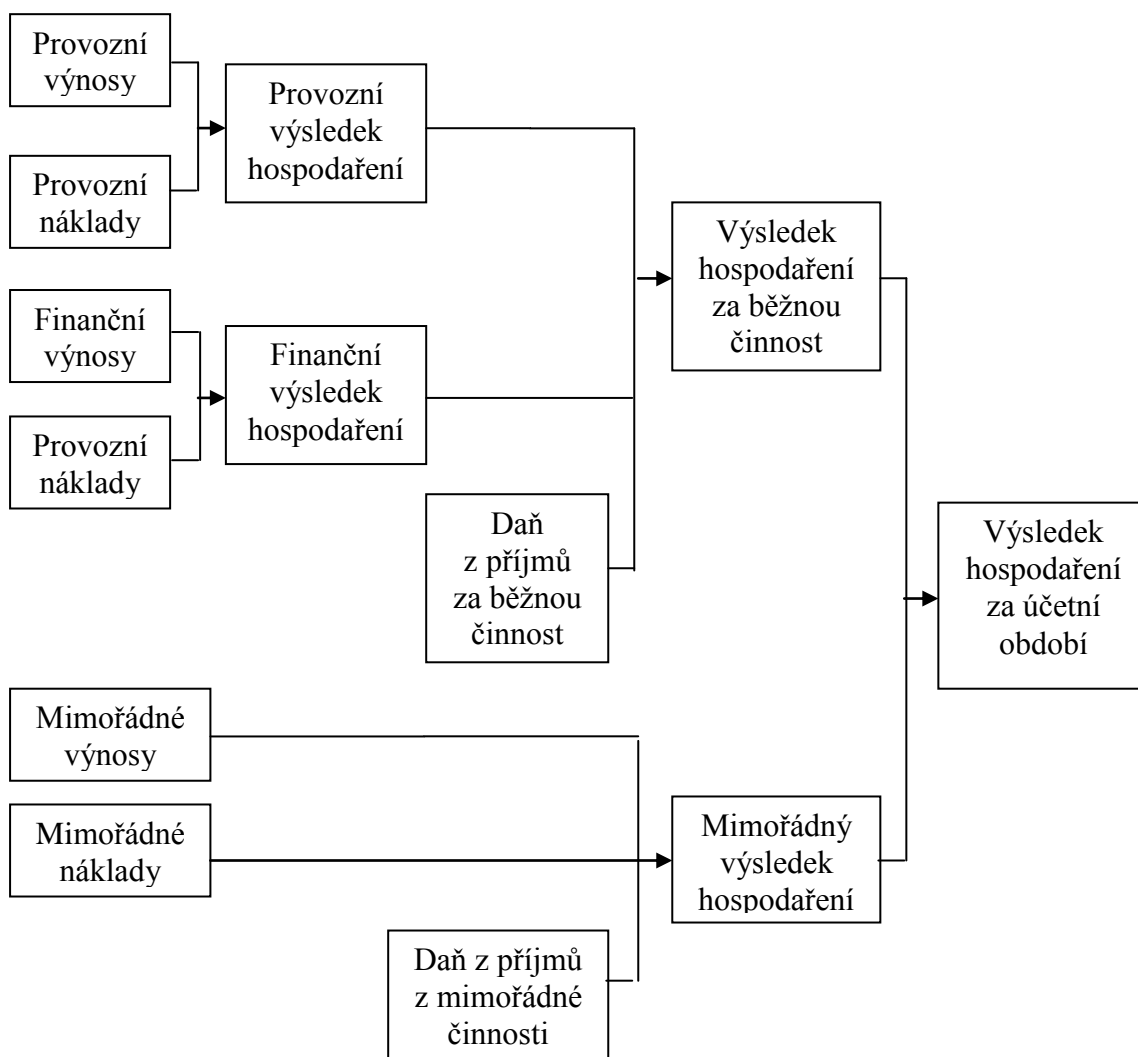 Provozní
výnosy
Provozní
náklady
Provozní
výsledek
hospodaření
Finanční
výnosy
Provozní
náklady
Finanční
výsledek
hospodaření
Daň
z příjmů
za běžnou
činnost
Výsledek
hospodaření
za běžnou
činnost
Mimořádné
výnosy
Mimořádné
náklady
Daň z příjmů
z mimořádné
činnosti
Mimořádný
výsledek
hospodaření
Výsledek
hospodaření
za účetní
období